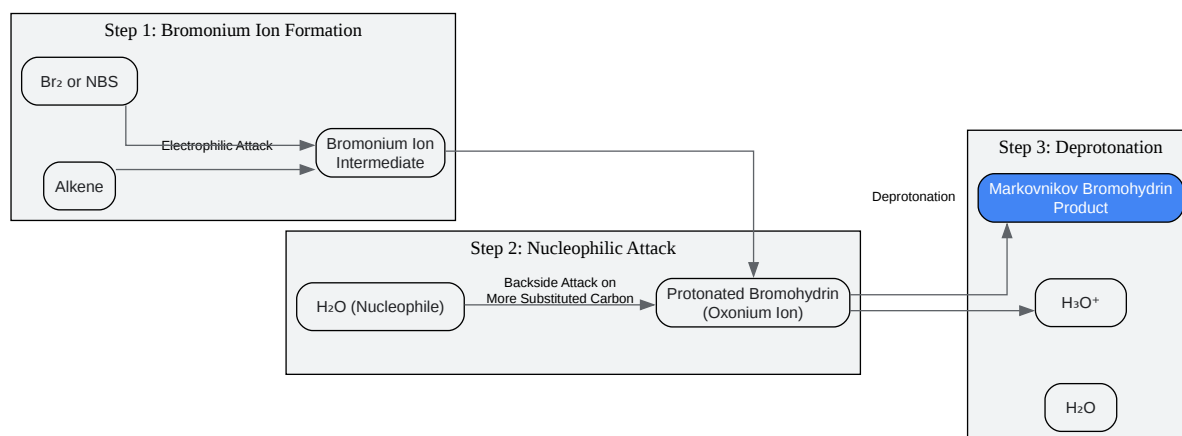 Step 1: Bromonium Ion Formation
Br₂ or NBS
Electrophilic Attack
Bromonium Ion
Intermediate
Alkene
Step 2: Nucleophilic Attack
H₂O (Nucleophile)
Backside Attack on
More Substituted Carbon
Protonated Bromohydrin
(Oxonium Ion)
Deprotonation
Step 3: Deprotonation
Markovnikov Bromohydrin
Product
H₃O⁺
H₂O